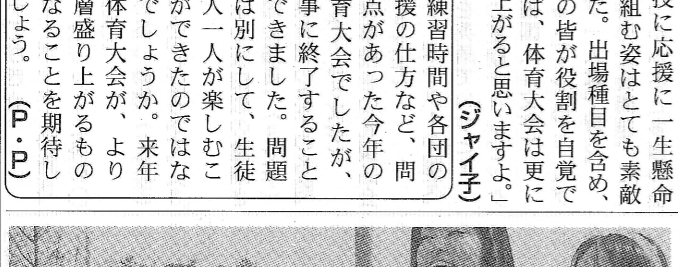 技に応援に一生懸命
組む姿はとても素敵
た。出場種目を含め、
の皆が役割を自覚で
は、体育大会は更に
上がると思いますよ。」
(ジャイ子)
練習時間や各団の
援の仕方など、問
点があった今年の
育大会でしたが、
事に終了すること
できました。問題
は別にして、生徒
人一人が楽しむこ
ができたのではな
でしょうか。来年
体育大会が、より
層盛り上がるもの
なることを期待し
しょう。
(P・P)